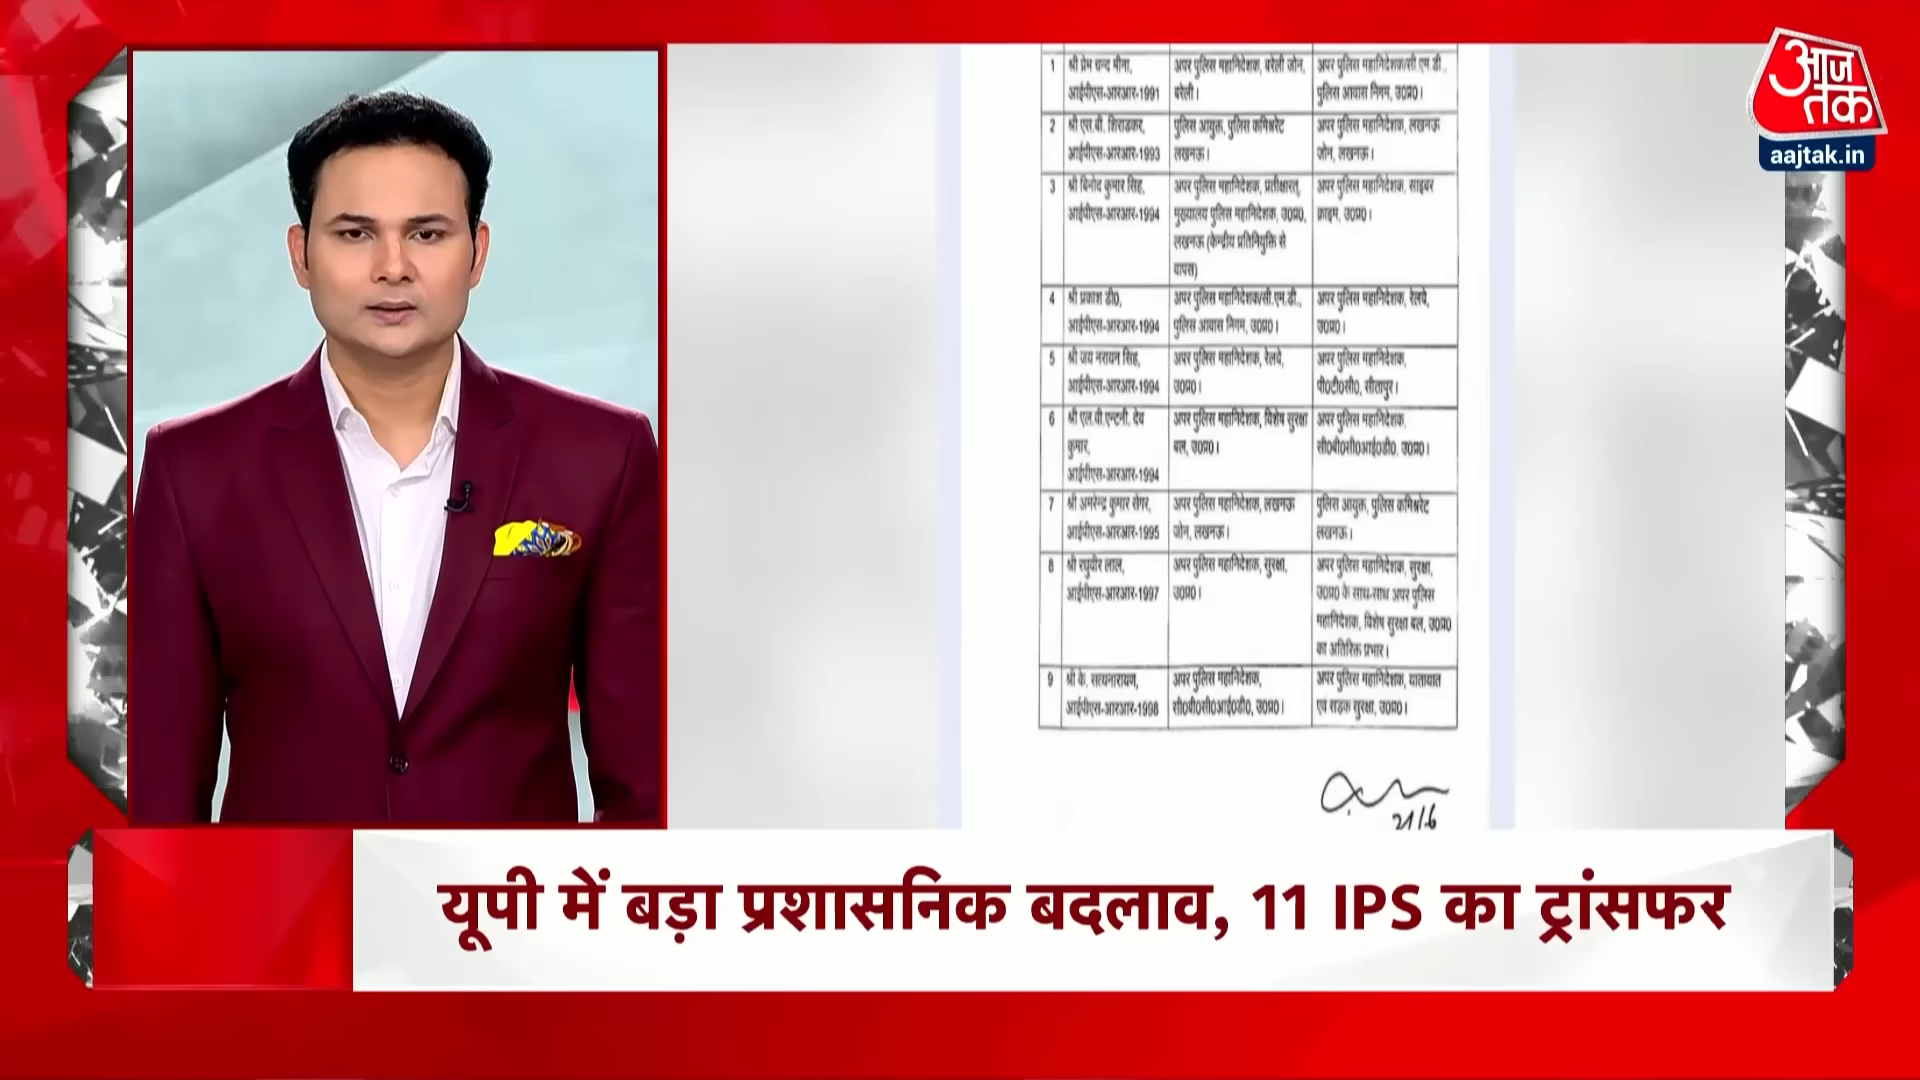 आज
तक
aajtak.in
1 श्री प्रेम चन्द मीना, अपर पुलिस महानिदेशक, बरेली जोन, अपर पुलिस महानिदेशक/सी.एम.डी.,
आईपीएस-आरआर-1991 बरेली। पुलिस आवास निगम, उ0प्र0।
2 श्री एस.बी. शिराडकर, पुलिस आयुक्त, पुलिस कमिश्नरेट अपर पुलिस महानिदेशक, लखनऊ
आईपीएस-आरआर-1993 लखनऊ। जोन, लखनऊ।
3 श्री बिनोद कुमार सिंह, अपर पुलिस महानिदेशक, प्रतीक्षारत, अपर पुलिस महानिदेशक, साइबर
आईपीएस-आरआर-1994 मुख्यालय पुलिस महानिदेशक, उ0प्र0, क्राइम, उ0प्र0।
लखनऊ (केन्द्रीय प्रतिनियुक्ति से
वापस)
4 श्री प्रकाश डी0, अपर पुलिस महानिदेशक/सी.एम.डी., अपर पुलिस महानिदेशक, रेलवे,
आईपीएस-आरआर-1994 पुलिस आवास निगम, उ0प्र0। उ0प्र0।
5 श्री जय नरायन सिंह, अपर पुलिस महानिदेशक, रेलवे, अपर पुलिस महानिदेशक,
आईपीएस-आरआर-1994 उ0प्र0। पी0टी0सी0, सीतापुर।
6 श्री एल.वी.एन्टनी, देव अपर पुलिस महानिदेशक, विशेष सुरक्षा अपर पुलिस महानिदेशक,
कुमार, बल, उ0प्र0। सी0बी0सी0आई0डी0, उ0प्र0।
आईपीएस-आरआर-1994
7 श्री अमरेन्द्र कुमार सेंगर, अपर पुलिस महानिदेशक, लखनऊ पुलिस आयुक्त, पुलिस कमिश्नरेट
आईपीएस-आरआर-1995 जोन, लखनऊ। लखनऊ।
8 श्री रघुवीर लाल, अपर पुलिस महानिदेशक, सुरक्षा, अपर पुलिस महानिदेशक, सुरक्षा,
आईपीएस-आरआर-1997 उ0प्र0। उ0प्र0 के साथ-साथ अपर पुलिस
महानिदेशक, विशेष सुरक्षा बल, उ0प्र0
का अतिरिक्त प्रभार।
9 श्री के. सत्यनारायण, अपर पुलिस महानिदेशक, अपर पुलिस महानिदेशक, यातायात
आईपीएस-आरआर-1998 सी0बी0सी0आई0डी0, उ0प्र0। एवं सड़क सुरक्षा, उ0प्र0।
21/6
यूपी में बड़ा प्रशासनिक बदलाव, 11 IPS का ट्रांसफर